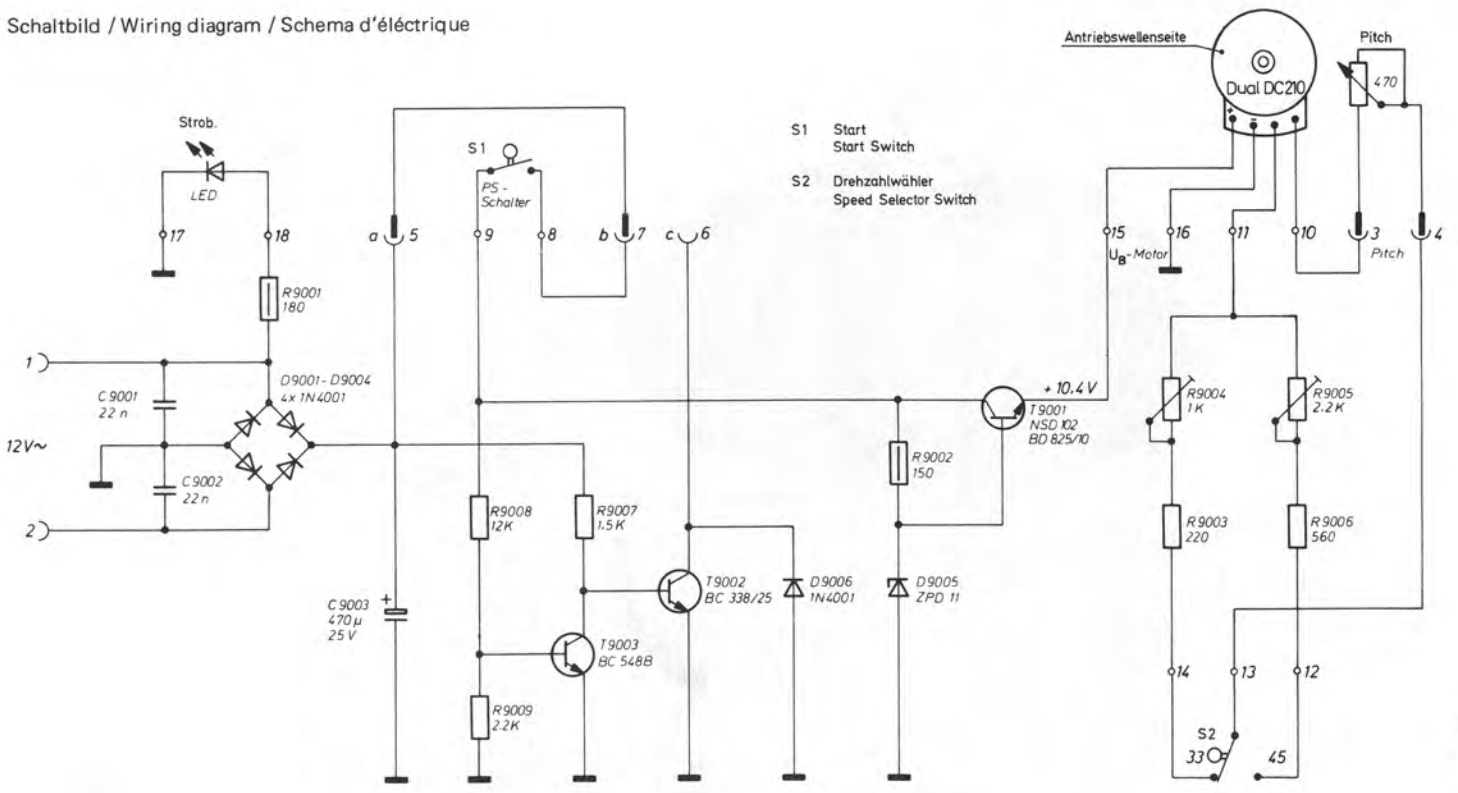 Schaltbild / Wiring diagram / Schema d'éléctrique
Antriebswellenseite
Dual DC210
+
-
Pitch
470
Strob.
LED
S1
PS-
Schalter
S1 Start
Start Switch
S2 Drehzahlwähler
Speed Selector Switch
17
18
a 5
9
8
b 7
c 6
15
16
11
10
3
4
U_B-Motor
Pitch
R9001
180
1
C9001
22 n
D9001-D9004
4x 1N4001
12V~
C9002
22 n
2
+10.4V
T9001
NSD 102
BD 825/10
R9004
1K
R9005
2.2K
R9002
150
R9008
12K
R9007
1.5K
R9003
220
R9006
560
T9002
BC 338/25
D9006
1N4001
D9005
ZPD 11
C9003
470µ
25V
+
T9003
BC 548B
R9009
2.2K
14
13
12
S2
33
45